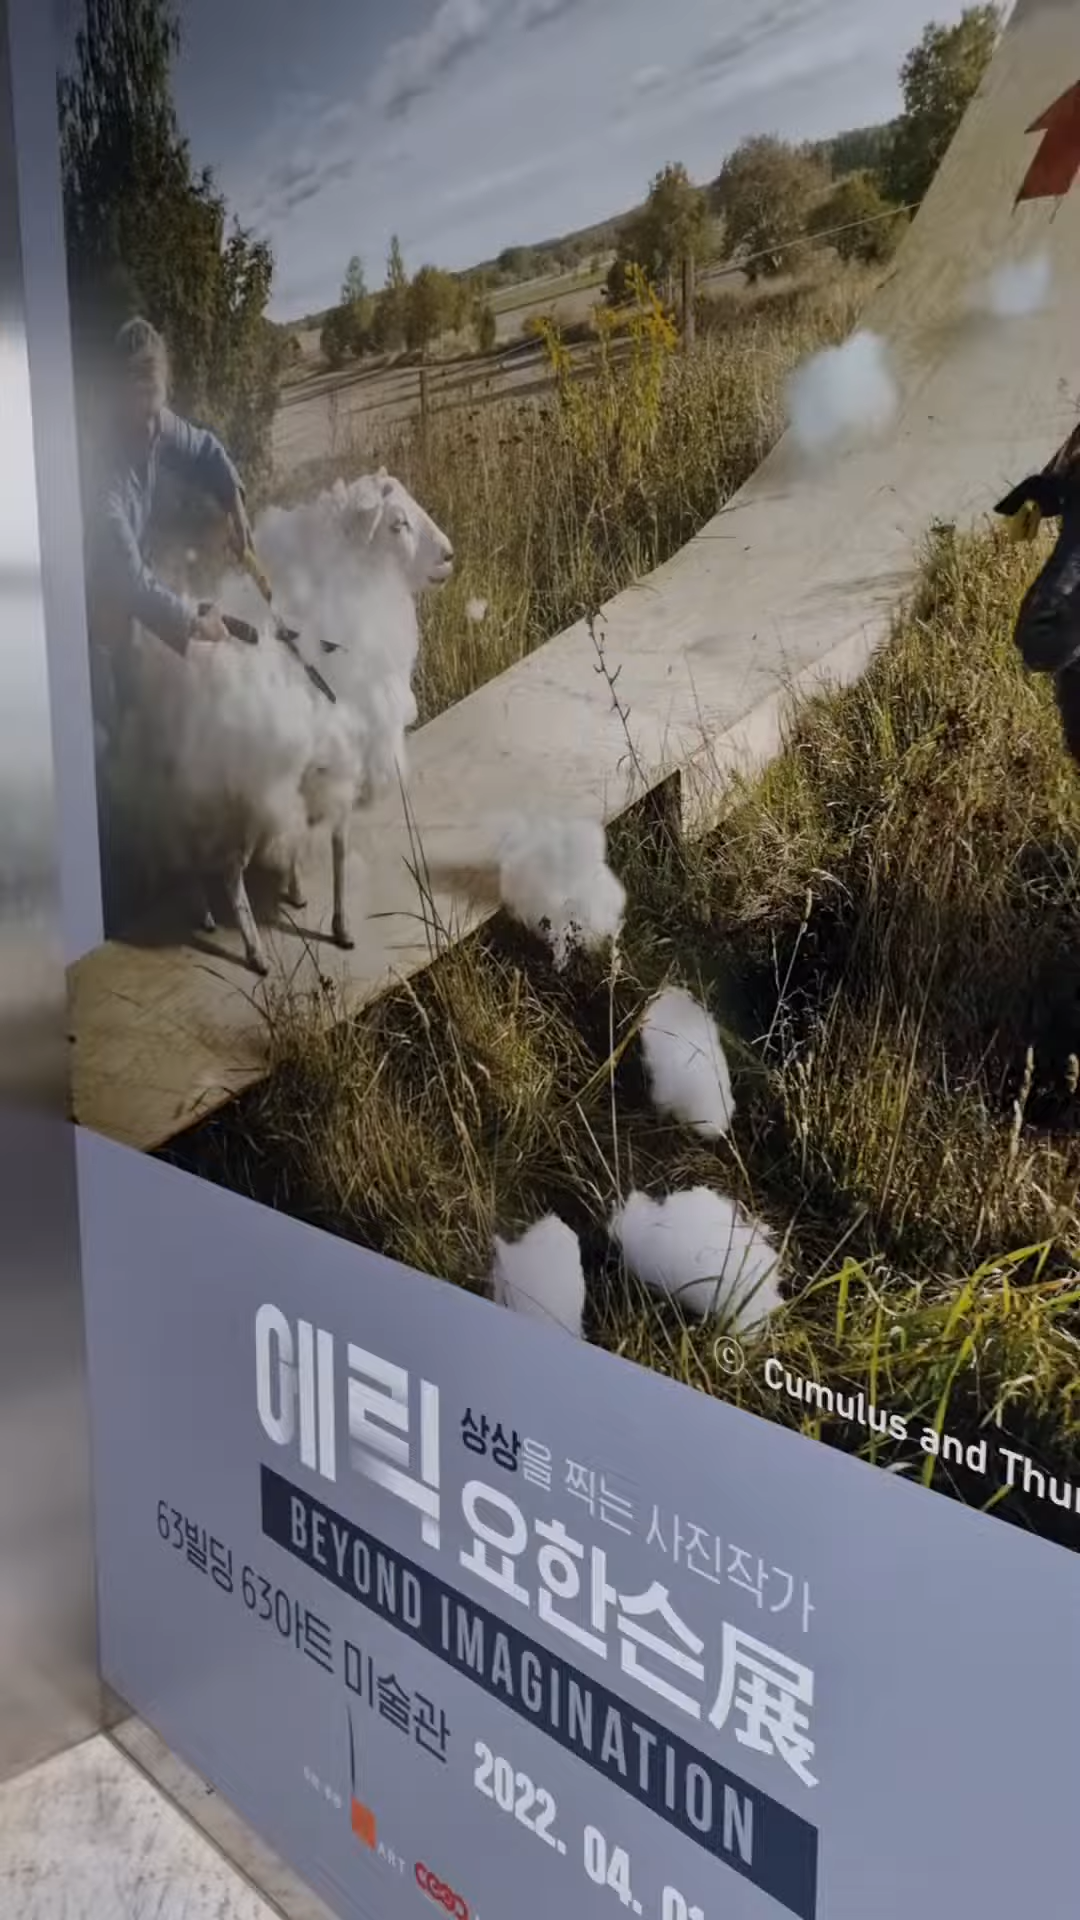 © Cumulus and Thu
에릭 상상을 찍는 사진작가
요한슨展
BEYOND IMAGINATION
63빌딩 63아트 미술관
2022. 04. 0
ART